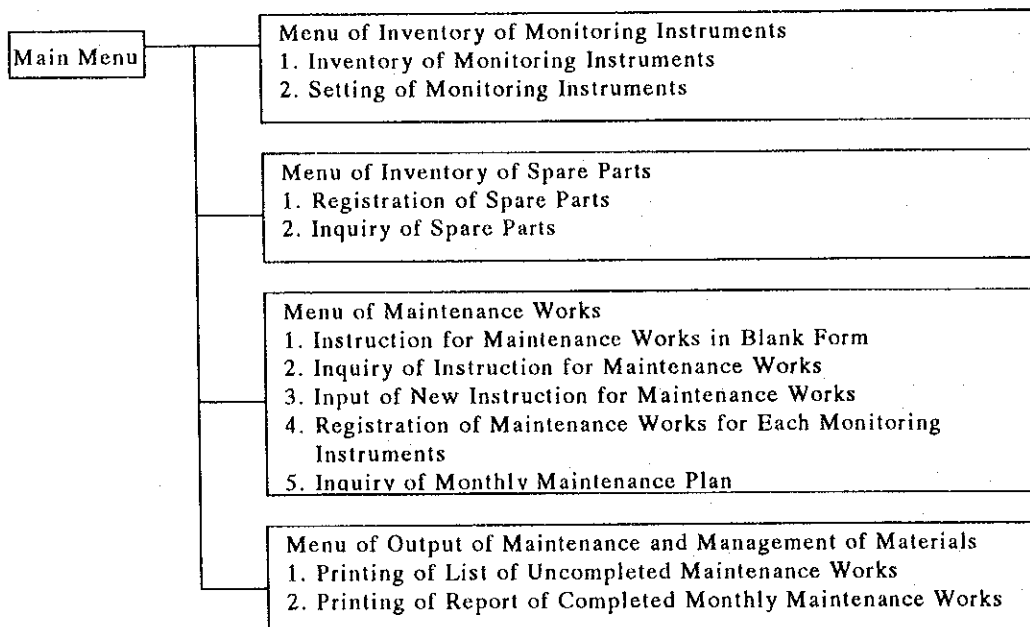 Main Menu
Menu of Inventory of Monitoring Instruments
1. Inventory of Monitoring Instruments
2. Setting of Monitoring Instruments
Menu of Inventory of Spare Parts
1. Registration of Spare Parts
2. Inquiry of Spare Parts
Menu of Maintenance Works
1. Instruction for Maintenance Works in Blank Form
2. Inquiry of Instruction for Maintenance Works
3. Input of New Instruction for Maintenance Works
4. Registration of Maintenance Works for Each Monitoring
Instruments
5. Inquiry of Monthly Maintenance Plan
Menu of Output of Maintenance and Management of Materials
1. Printing of List of Uncompleted Maintenance Works
2. Printing of Report of Completed Monthly Maintenance Works